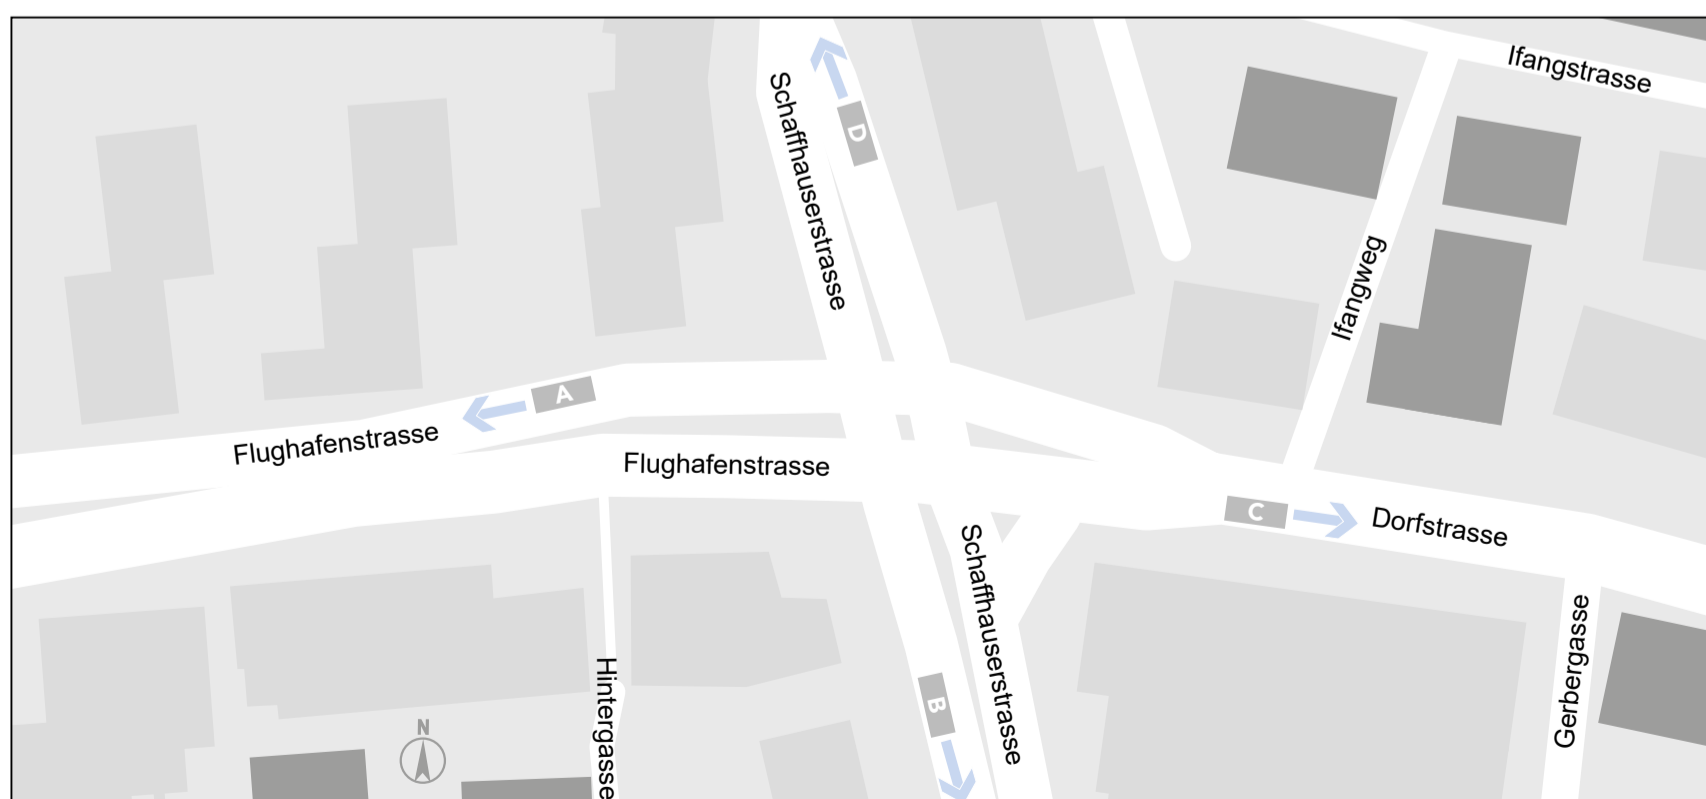 Ifangstrasse
Schaffhauserstrasse
D
Ifangweg
A
Flughafenstrasse
Flughafenstrasse
C
Dorfstrasse
Schaffhauserstrasse
Gerbergasse
Hintergasse
B
N